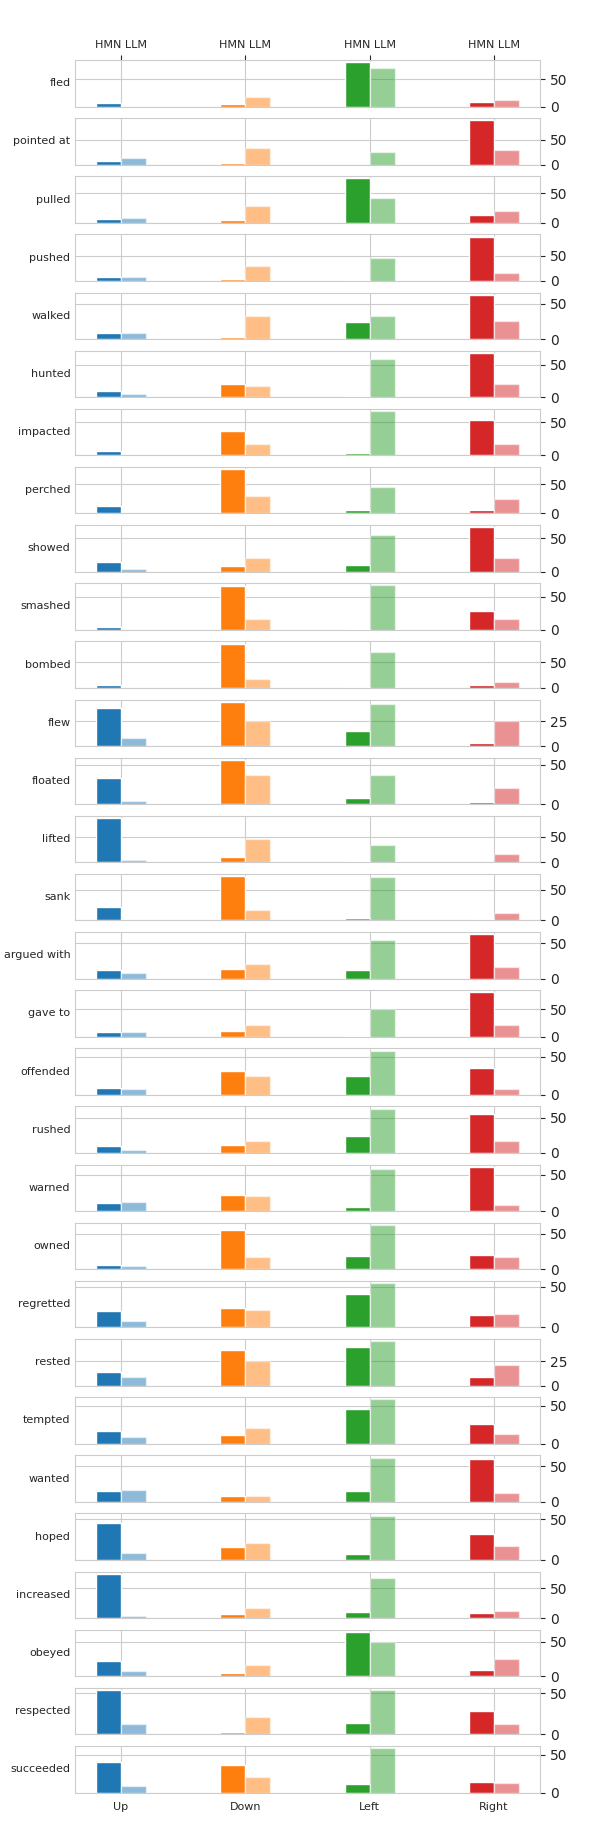 HMN LLM HMN LLM HMN LLM HMN LLM
fled 50 0
pointed at 50 0
pulled 50 0
pushed 50 0
walked 50 0
hunted 50 0
impacted 50 0
perched 50 0
showed 50 0
smashed 50 0
bombed 50 0
flew 25 0
floated 50 0
lifted 50 0
sank 50 0
argued with 50 0
gave to 50 0
offended 50 0
rushed 50 0
warned 50 0
owned 50 0
regretted 50 0
rested 25 0
tempted 50 0
wanted 50 0
hoped 50 0
increased 50 0
obeyed 50 0
respected 50 0
succeeded 50 0
Up Down Left Right